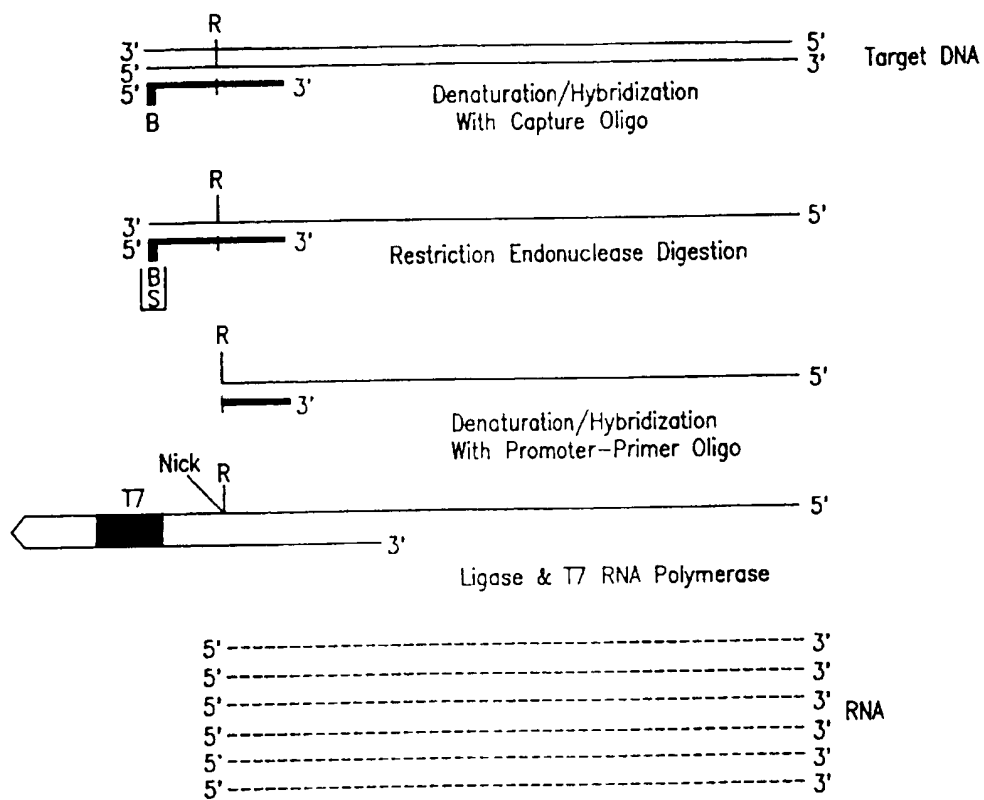 R
3' 5'
5' 3' Target DNA
5' 3' Denaturation/Hybridization
B With Capture Oligo
R
3' 5'
5' 3' Restriction Endonuclease Digestion
B
S
R
5'
3'
Denaturation/Hybridization
With Promoter-Primer Oligo
Nick R
T7 5'
3'
Ligase & T7 RNA Polymerase
5' 3'
5' 3'
5' 3' RNA
5' 3'
5' 3'
5' 3'